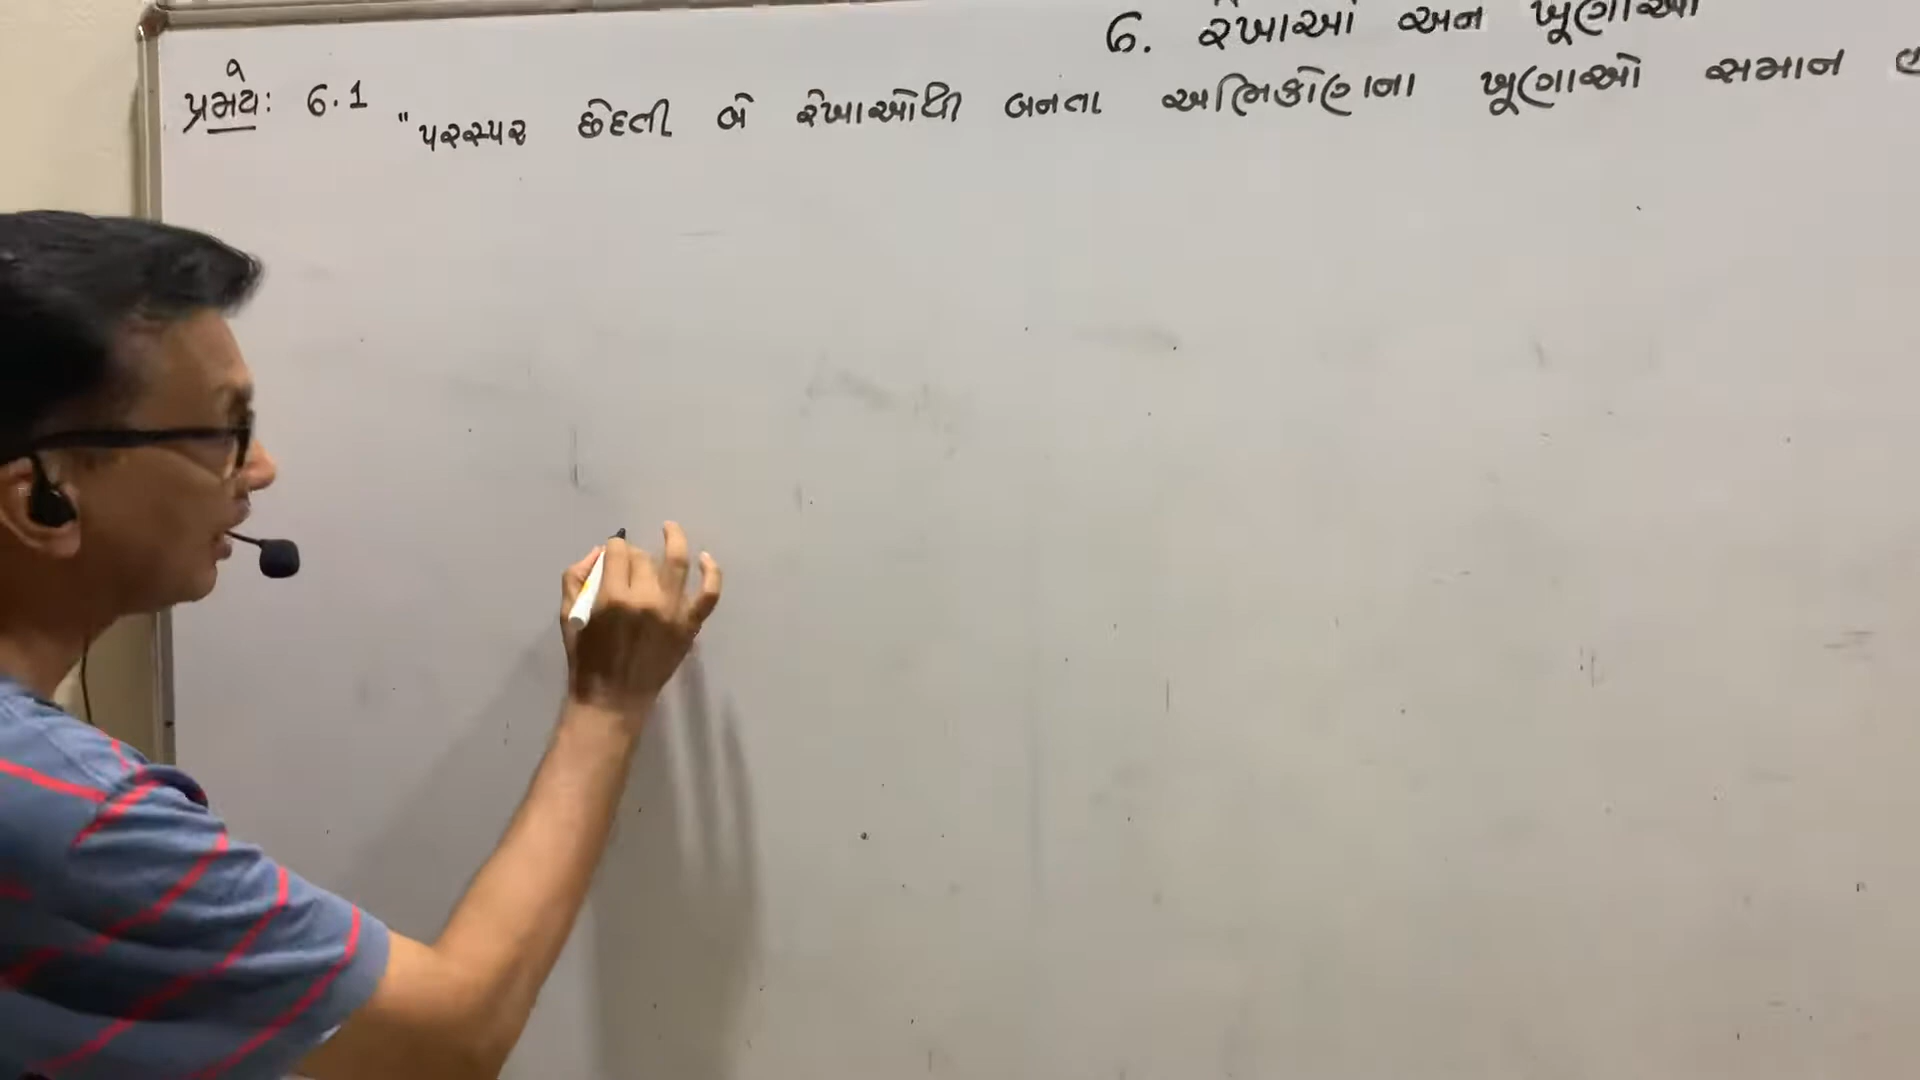 6. રેખાઓ અને ખૂણાઓ
પ્રમેય: 6.1 "પરસ્પર છેદતી બે રેખાઓથી બનતા અભિકોણના ખૂણાઓ સમાન